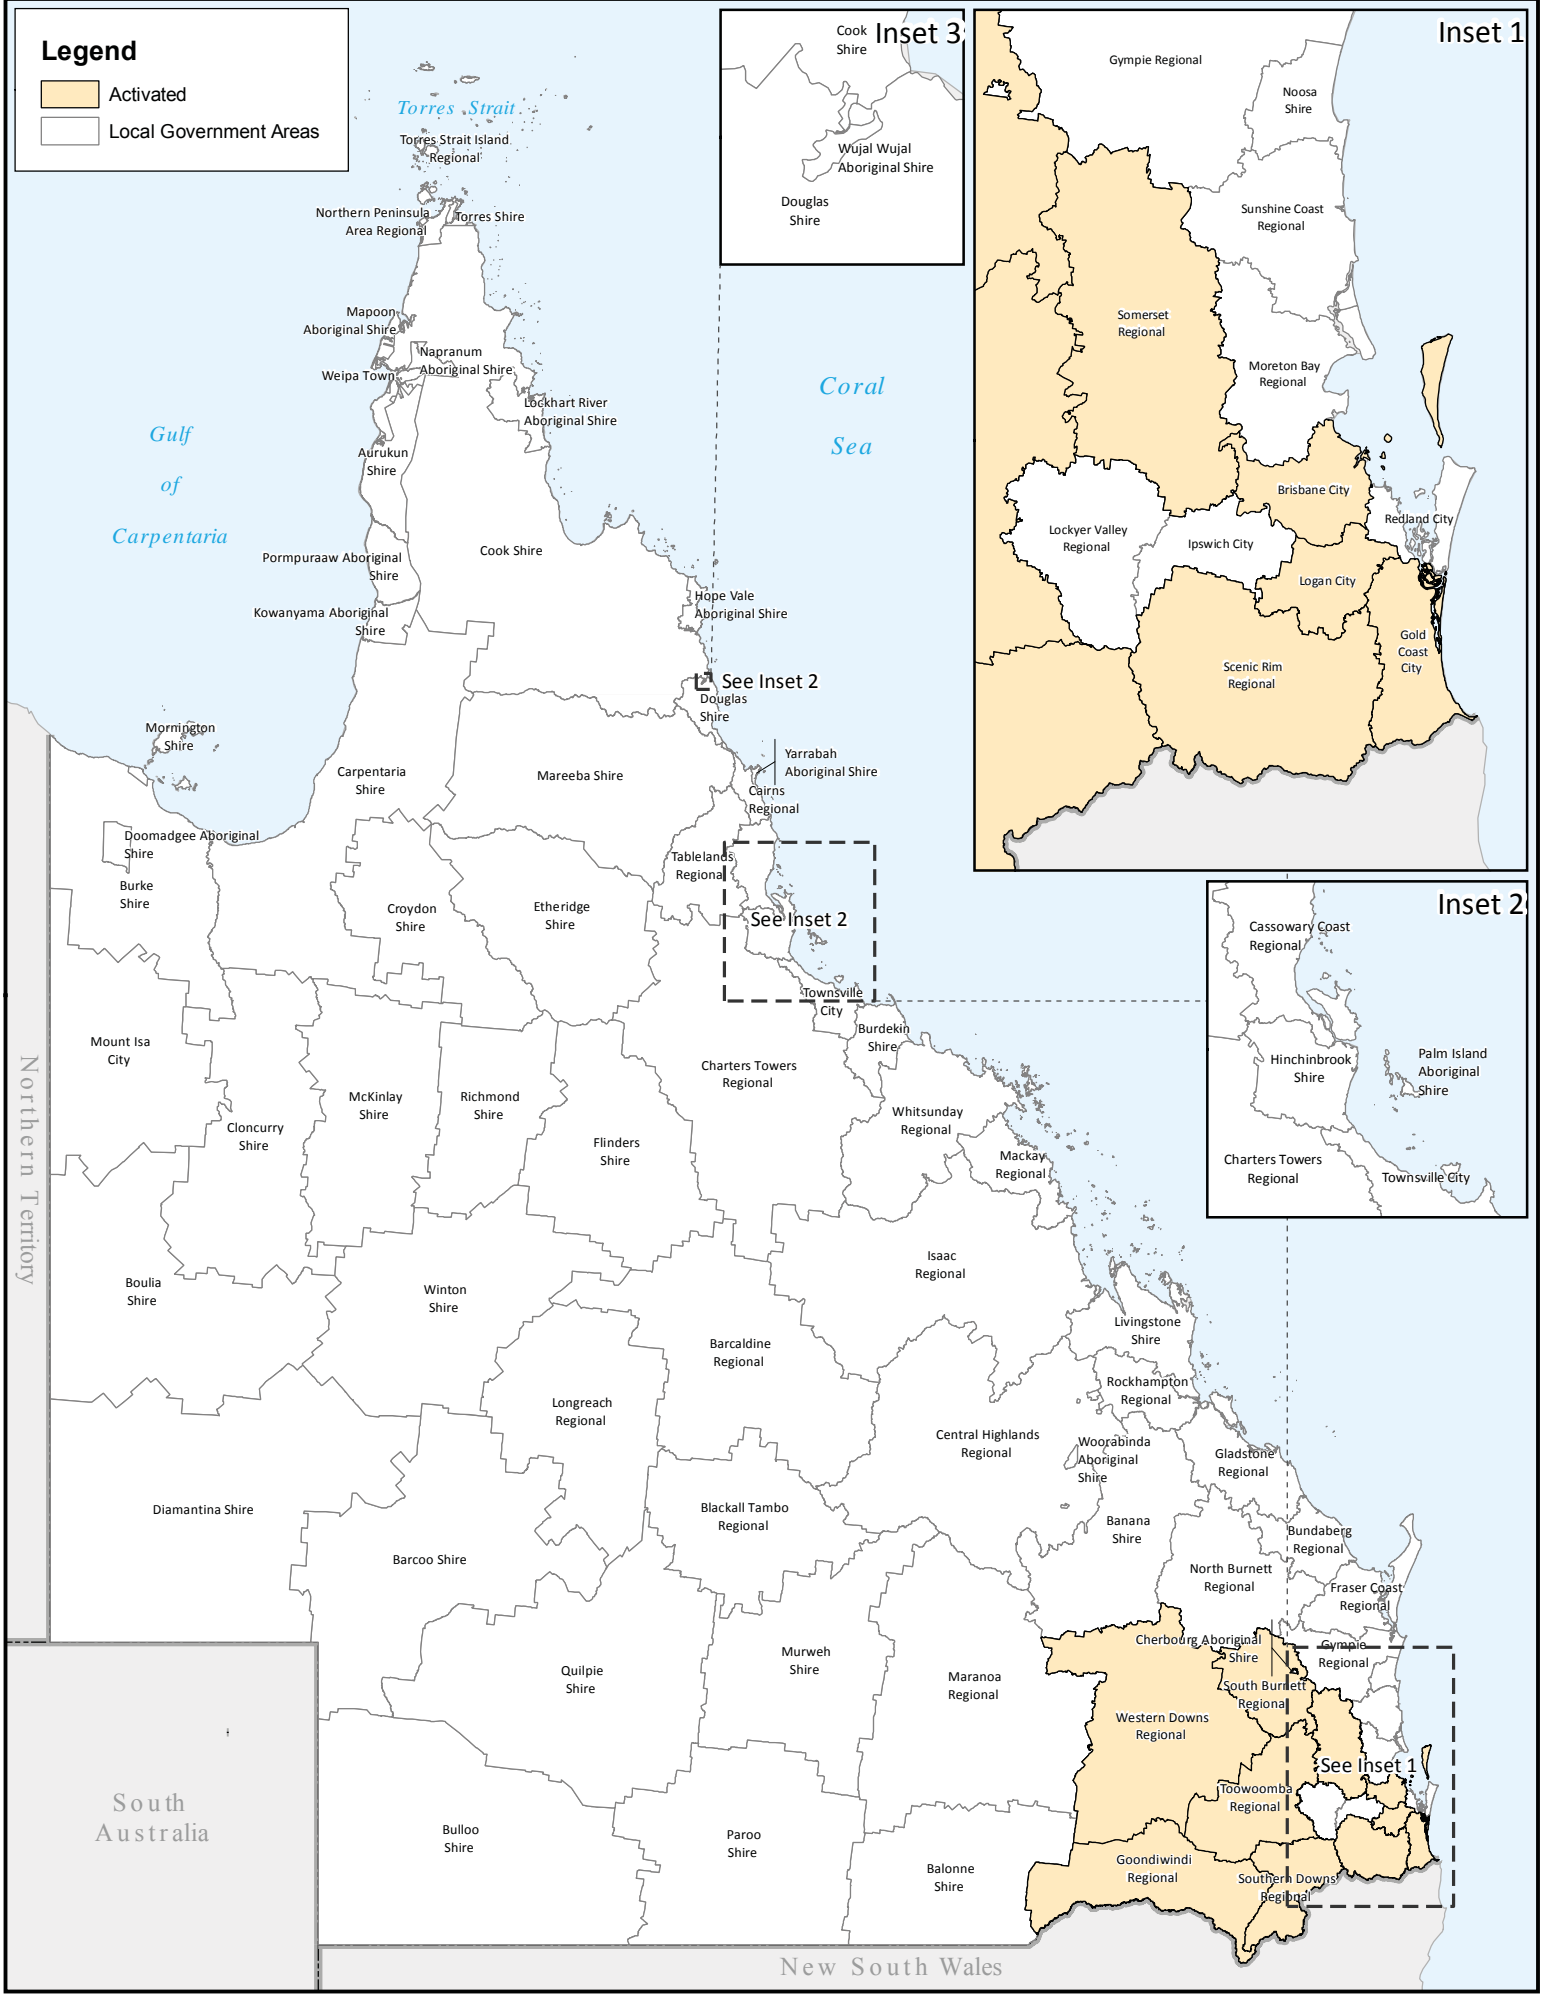 Legend
Activated
Local Government Areas
Inset 3
Cook
Shire
Wujal Wujal
Aboriginal Shire
Douglas
Shire
Inset 1
Gympie Regional
Noosa
Shire
Sunshine Coast
Regional
Somerset
Regional
Moreton Bay
Regional
Brisbane City
Redland City
Lockyer Valley
Regional
Ipswich City
Logan City
Gold
Coast
City
Scenic Rim
Regional
Inset 2
Cassowary Coast
Regional
Hinchinbrook
Shire
Palm Island
Aboriginal
Shire
Charters Towers
Regional
Townsville City
Torres Strait
Torres Strait Island
Regional
Northern Peninsula
Area Regional
Torres Shire
Mapoon
Aboriginal Shire
Napranum
Aboriginal Shire
Weipa Town
Lockhart River
Aboriginal Shire
Coral
Sea
Gulf
of
Carpentaria
Aurukun
Shire
Cook Shire
Pormpuraaw Aboriginal
Shire
Kowanyama Aboriginal
Shire
Hope Vale
Aboriginal Shire
See Inset 2
Douglas
Shire
Mornington
Shire
Carpentaria
Shire
Mareeba Shire
Yarrabah
Aboriginal Shire
Cairns
Regional
Doomadgee Aboriginal
Shire
Burke
Shire
Tablelands
Regional
Croydon
Shire
Etheridge
Shire
See Inset 2
Townsville
City
Burdekin
Shire
Mount Isa
City
Charters Towers
Regional
Northern Territory
Cloncurry
Shire
McKinlay
Shire
Richmond
Shire
Flinders
Shire
Whitsunday
Regional
Mackay
Regional
Boulia
Shire
Winton
Shire
Isaac
Regional
Livingstone
Shire
Barcaldine
Regional
Longreach
Regional
Rockhampton
Regional
Central Highlands
Regional
Woorabinda
Aboriginal
Shire
Gladstone
Regional
Diamantina Shire
Blackall Tambo
Regional
Banana
Shire
Bundaberg
Regional
Barcoo Shire
North Burnett
Regional
Fraser Coast
Regional
Cherbourg Aboriginal
Shire
Gympie
Regional
Quilpie
Shire
Murweh
Shire
Maranoa
Regional
South Burnett
Regional
Western Downs
Regional
See Inset 1
Toowoomba
Regional
South
Australia
Bulloo
Shire
Paroo
Shire
Balonne
Shire
Goondiwindi
Regional
Southern Downs
Regional
New South Wales